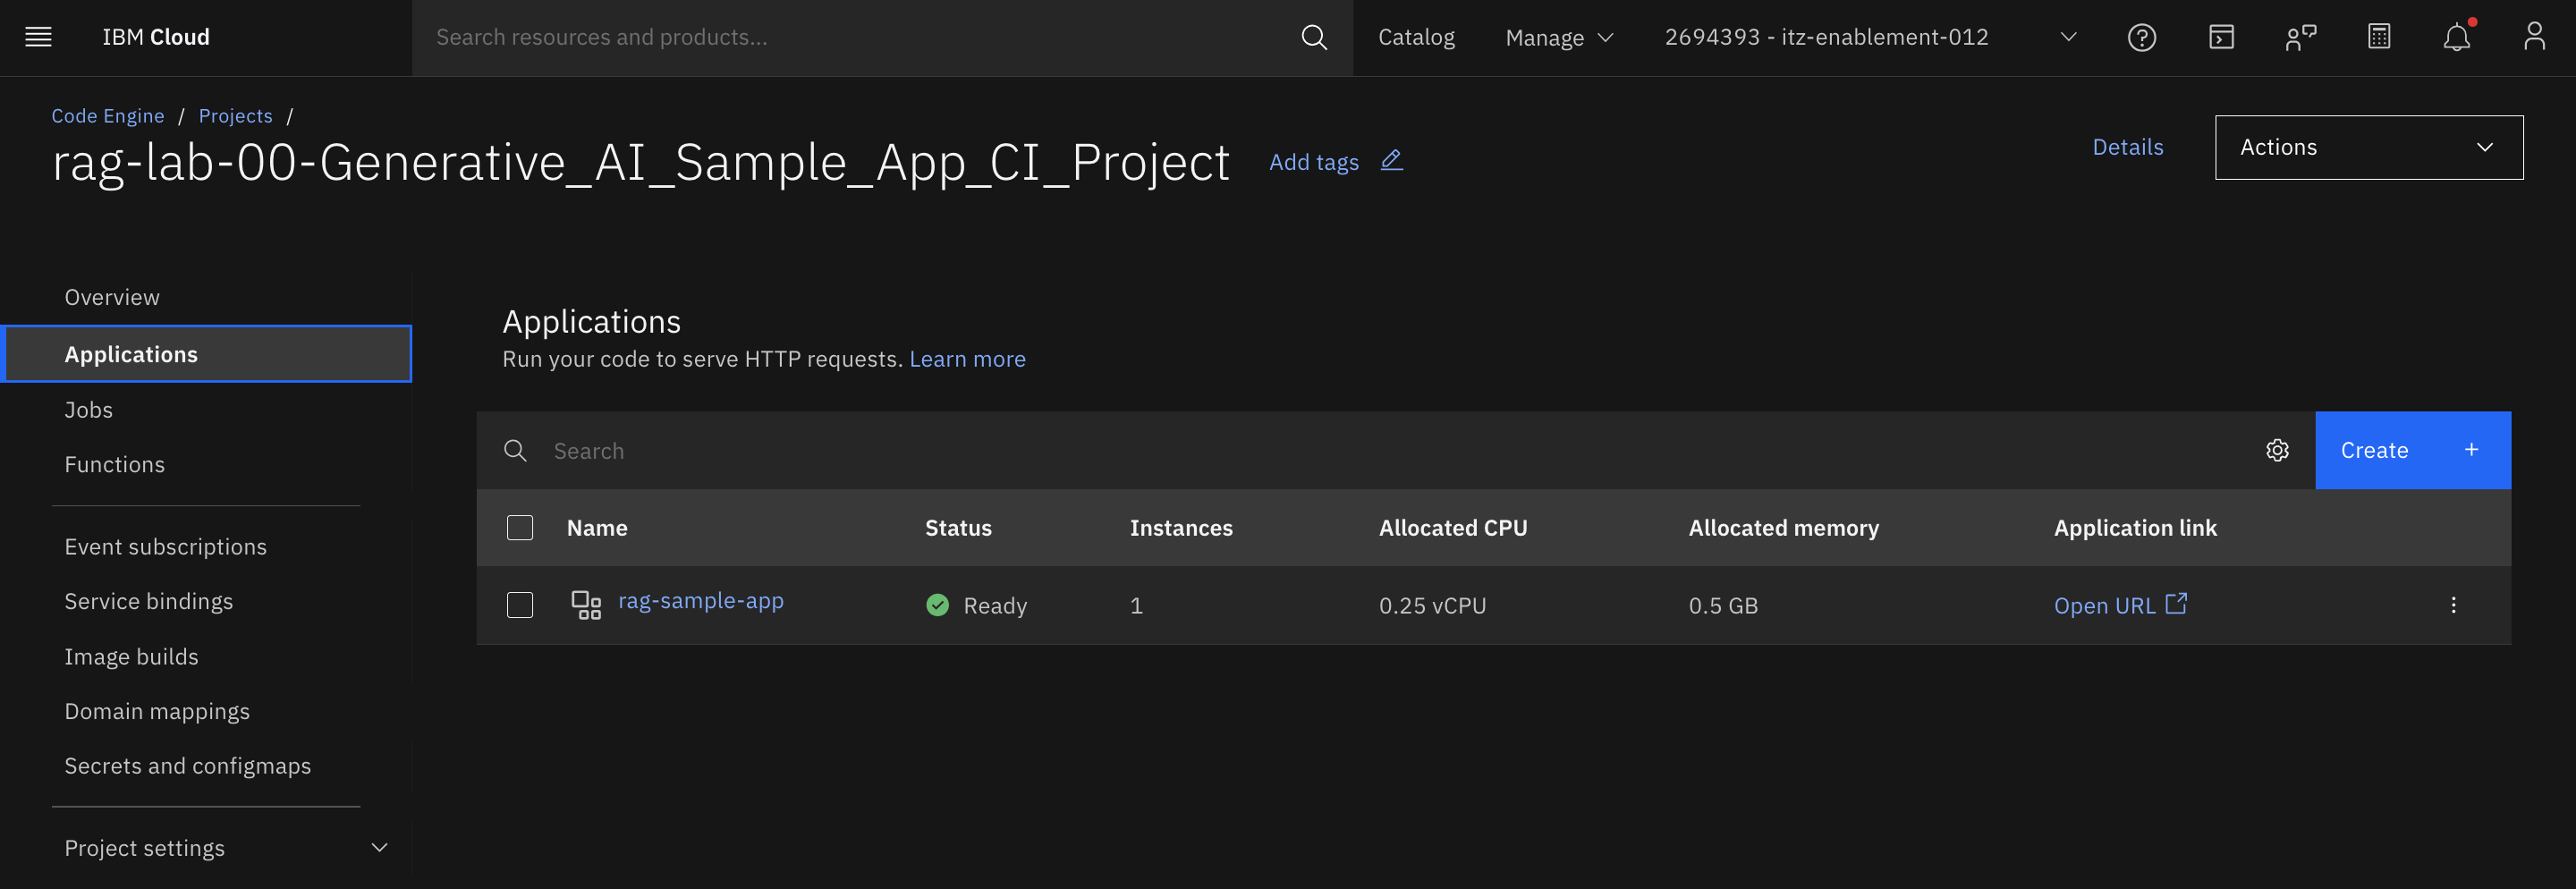 IBM Cloud
Search resources and products...
Catalog
Manage
2694393 - itz-enablement-012
Code Engine / Projects /
rag-lab-00-Generative_AI_Sample_App_CI_Project
Add tags
Details
Actions
Overview
Applications
Jobs
Functions
Event subscriptions
Service bindings
Image builds
Domain mappings
Secrets and configmaps
Project settings
Applications
Run your code to serve HTTP requests. Learn more
Search
Create +
Name Status Instances Allocated CPU Allocated memory Application link
rag-sample-app Ready 1 0.25 vCPU 0.5 GB Open URL